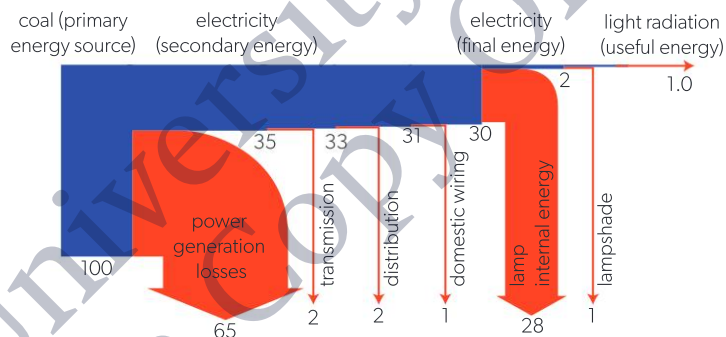 coal (primary
energy source)
electricity
(secondary energy)
electricity
(final energy)
light radiation
(useful energy)
2
1.0
35
33
31
30
100
power
generation
losses
transmission
distribution
domestic wiring
lamp
internal energy
lampshade
65
2
2
1
28
1
University
Copy